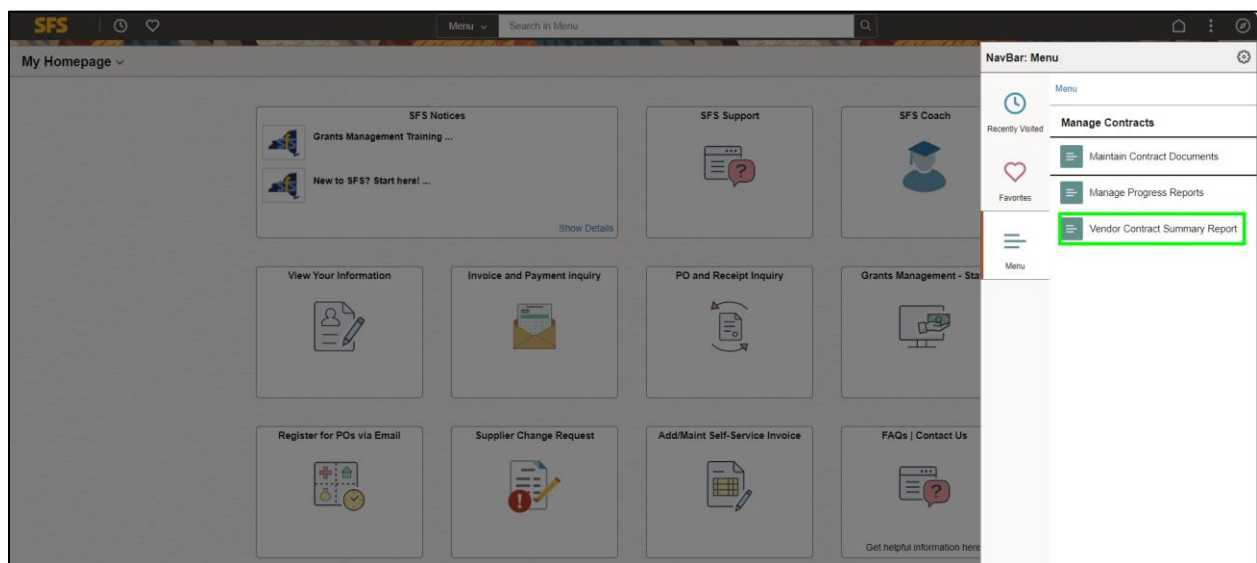 SFS
Menu
Search in Menu
My Homepage
SFS Notices
Grants Management Training ...
New to SFS? Start here! ...
Show Details
SFS Support
SFS Coach
View Your Information
Invoice and Payment inquiry
PO and Receipt Inquiry
Grants Management - Sta
Register for POs via Email
Supplier Change Request
Add/Maint Self-Service Invoice
FAQs | Contact Us
Get helpful information here
NavBar: Menu
Recently Visited
Favorites
Menu
Menu
Manage Contracts
Maintain Contract Documents
Manage Progress Reports
Vendor Contract Summary Report